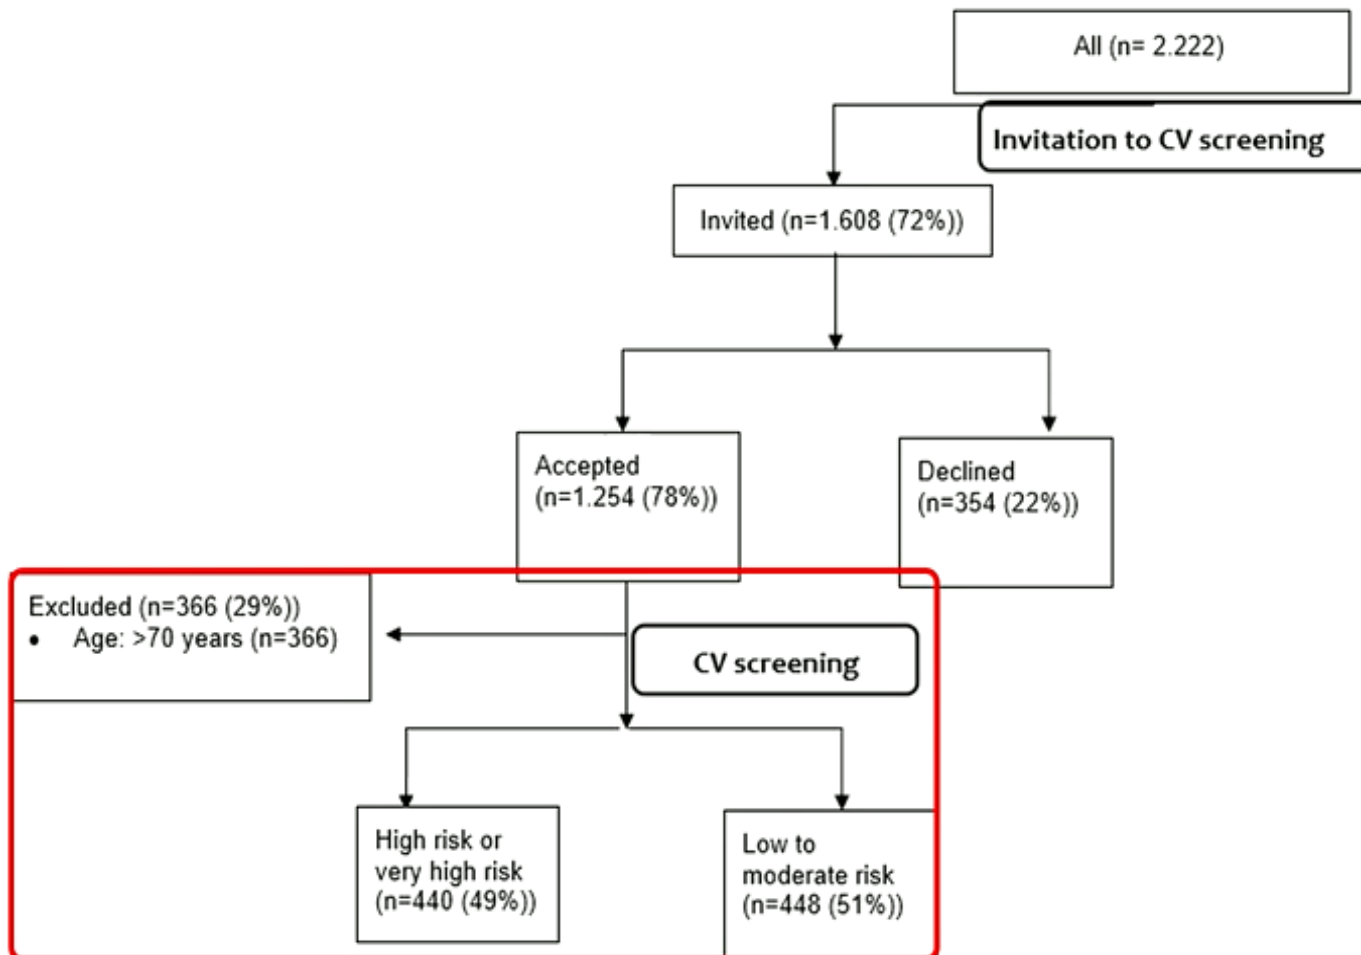 All (n= 2.222)
Invitation to CV screening
Invited (n=1.608 (72%))
Accepted
(n=1.254 (78%))
Declined
(n=354 (22%))
Excluded (n=366 (29%))
• Age: >70 years (n=366)
CV screening
High risk or
very high risk
(n=440 (49%))
Low to
moderate risk
(n=448 (51%))